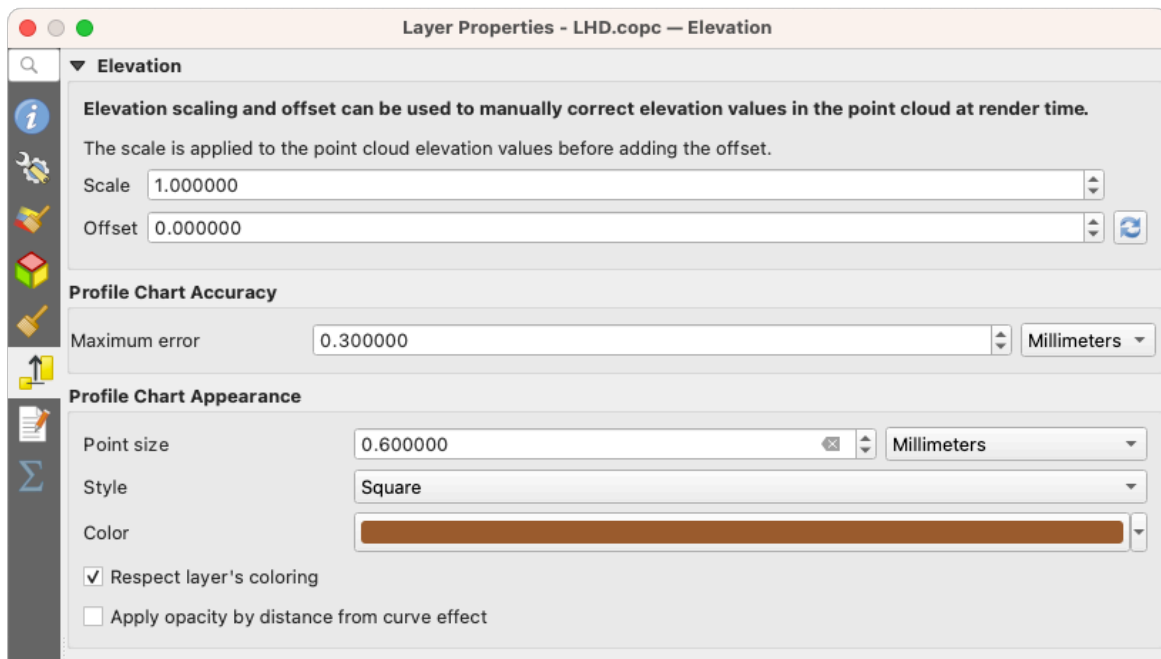 Layer Properties - LHD.copc — Elevation
Elevation
Elevation scaling and offset can be used to manually correct elevation values in the point cloud at render time.
The scale is applied to the point cloud elevation values before adding the offset.
Scale 1.000000
Offset 0.000000
Profile Chart Accuracy
Maximum error 0.300000 Millimeters
Profile Chart Appearance
Point size 0.600000 Millimeters
Style Square
Color
Respect layer's coloring
Apply opacity by distance from curve effect